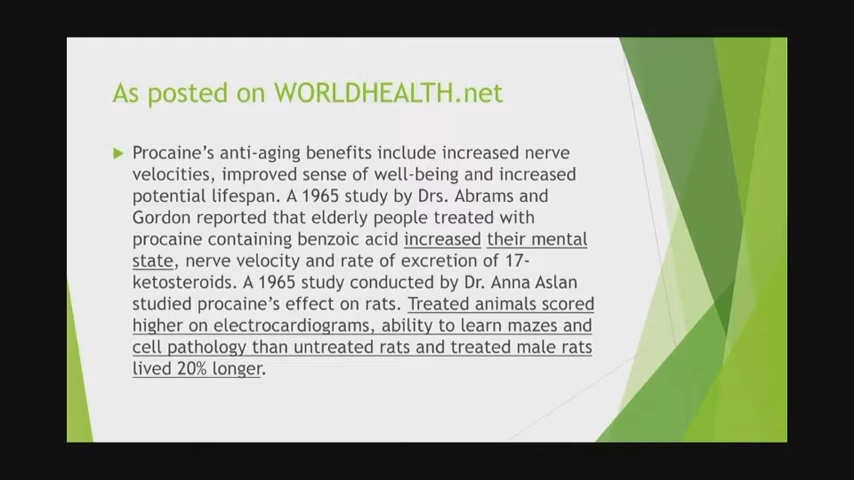 As posted on WORLDHEALTH.net
Procaine's anti-aging benefits include increased nerve
velocities, improved sense of well-being and increased
potential lifespan. A 1965 study by Drs. Abrams and
Gordon reported that elderly people treated with
procaine containing benzoic acid increased their mental
state, nerve velocity and rate of excretion of 17-
ketosteroids. A 1965 study conducted by Dr. Anna Aslan
studied procaine's effect on rats. Treated animals scored
higher on electrocardiograms, ability to learn mazes and
cell pathology than untreated rats and treated male rats
lived 20% longer.